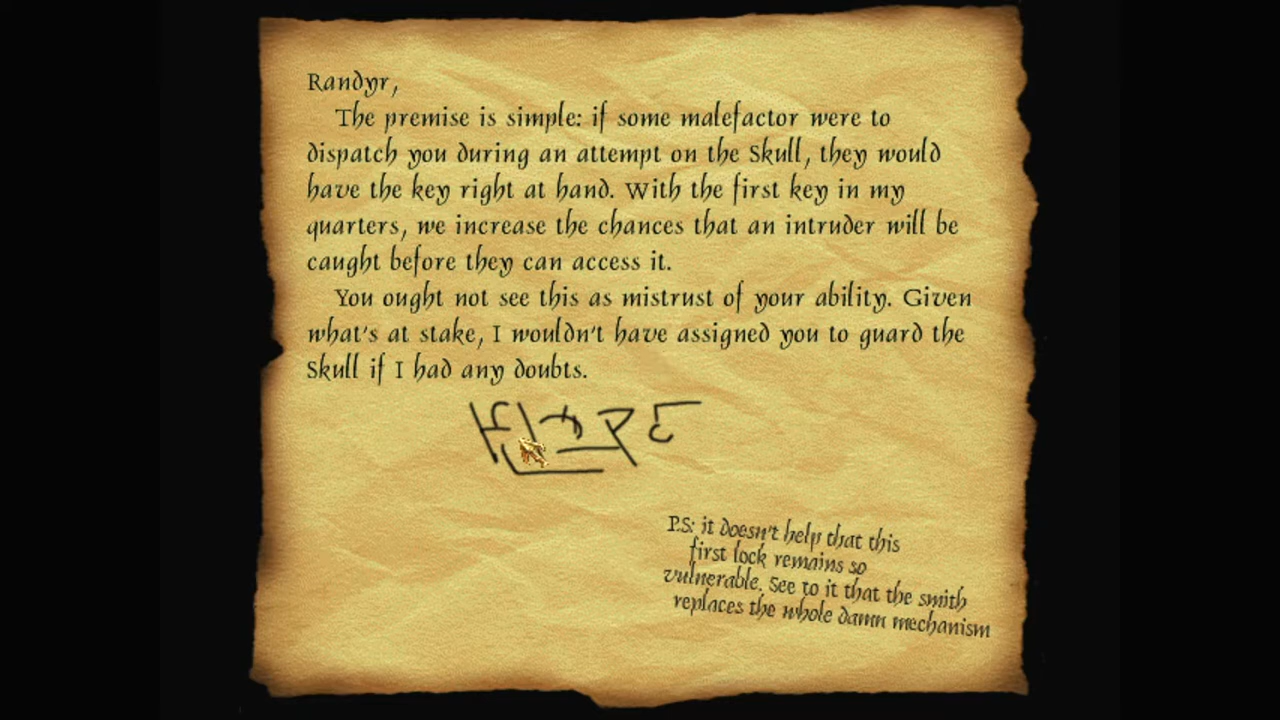 Randyr,
The premise is simple: if some malefactor were to
dispatch you during an attempt on the Skull, they would
have the key right at hand. With the first key in my
quarters, we increase the chances that an intruder will be
caught before they can access it.
You ought not see this as mistrust of your ability. Given
what's at stake, I wouldn't have assigned you to guard the
Skull if I had any doubts.
P.S: it doesn't help that this
first lock remains so
vulnerable. See to it that the smith
replaces the whole damn mechanism